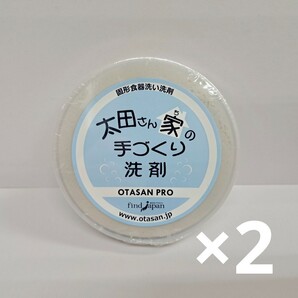 固形食器洗い洗剤
太田さん家の
ち
手づくり
洗剤
OTASAN PRO
find Japan
www.otasan.jp
×2